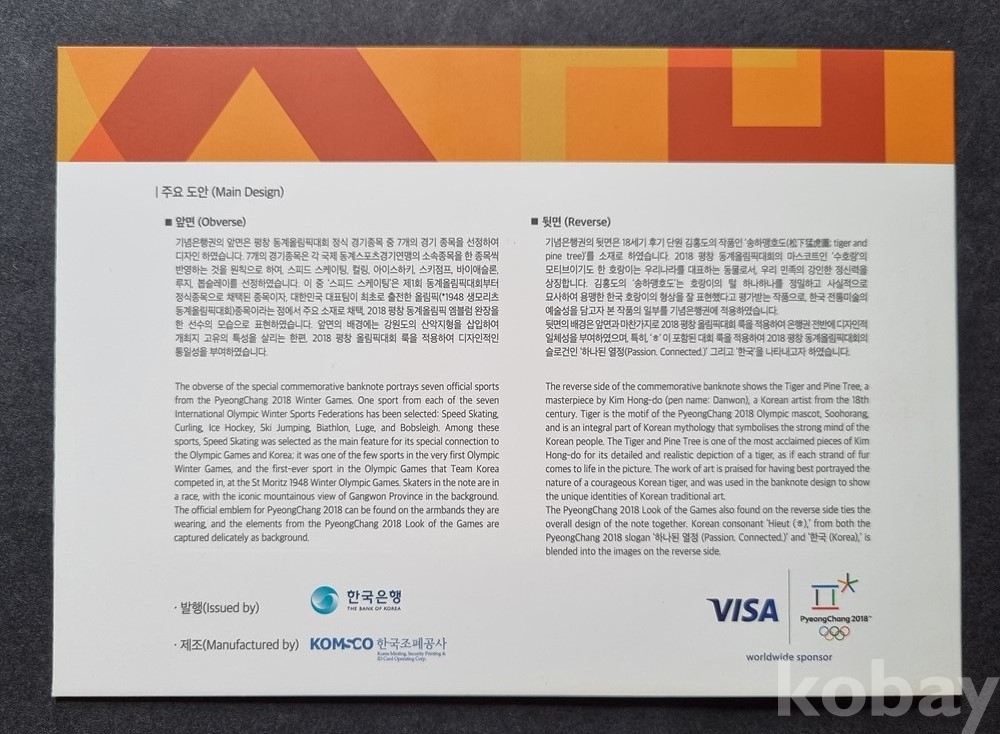 | 주요 도안 (Main Design)
■ 앞면 (Obverse)
기념은행권의 앞면은 평창 동계올림픽대회 정식 경기종목 중 7개의 경기 종목을 선정하여
디자인 하였습니다. 7개의 경기종목은 각 국제 동계스포츠경기연맹의 소속종목을 한 종목씩
반영하는 것을 원칙으로 하여, 스피드 스케이팅, 컬링, 아이스하키, 스키점프, 바이애슬론,
루지, 봅슬레이를 선정하였습니다. 이 중 '스피드 스케이팅'은 제1회 동계올림픽대회부터
정식종목으로 채택된 종목이자, 대한민국 대표팀이 최초로 출전한 올림픽(*1948 생모리츠
동계올림픽대회)종목이라는 점에서 주요 소재로 채택, 2018 평창 동계올림픽 엠블럼 완장을
한 선수의 모습으로 표현하였습니다. 앞면의 배경에는 강원도의 산악지형을 삽입하여
개최지 고유의 특성을 살리는 한편, 2018 평창 올림픽대회 룩을 적용하여 디자인적인
통일성을 부여하였습니다.
The obverse of the special commemorative banknote portrays seven official sports
from the PyeongChang 2018 Winter Games. One sport from each of the seven
International Olympic Winter Sports Federations has been selected: Speed Skating,
Curling, Ice Hockey, Ski Jumping, Biathlon, Luge, and Bobsleigh. Among these
sports, Speed Skating was selected as the main feature for its special connection to
the Olympic Games and Korea; it was one of the few sports in the very first Olympic
Winter Games, and the first-ever sport in the Olympic Games that Team Korea
competed in, at the St Moritz 1948 Winter Olympic Games. Skaters in the note are in
a race, with the iconic mountainous view of Gangwon Province in the background.
The official emblem for PyeongChang 2018 can be found on the armbands they are
wearing, and the elements from the PyeongChang 2018 Look of the Games are
captured delicately as background.
■ 뒷면 (Reverse)
기념은행권의 뒷면은 18세기 후기 단원 김홍도의 작품인 '송하맹호도(松下猛虎圖; tiger and
pine tree)'를 소재로 하였습니다. 2018 평창 동계올림픽대회의 마스코트인 '수호랑'의
모티브이기도 한 호랑이는 우리나라를 대표하는 동물로서, 우리 민족의 강인한 정신력을
상징합니다. 김홍도의 '송하맹호도'는 호랑이의 털 하나하나를 정밀하고 사실적으로
묘사하여 용맹한 한국 호랑이의 형상을 잘 표현했다고 평가받는 작품으로, 한국 전통미술의
예술성을 담고자 본 작품의 일부를 기념은행권에 적용하였습니다.
뒷면의 배경은 앞면과 마찬가지로 2018 평창 올림픽대회 룩을 적용하여 은행권 전반에 디자인적
일체성을 부여하였으며, 특히, 'ㅎ'이 포함된 대회 룩을 적용하여 2018 평창 동계올림픽대회의
슬로건인 '하나된 열정(Passion. Connected.)' 그리고 '한국'을 나타내고자 하였습니다.
The reverse side of the commemorative banknote shows the Tiger and Pine Tree, a
masterpiece by Kim Hong-do (pen name: Danwon), a Korean artist from the 18th
century. Tiger is the motif of the PyeongChang 2018 Olympic mascot, Soohorang,
and is an integral part of Korean mythology that symbolises the strong mind of the
Korean people. The Tiger and Pine Tree is one of the most acclaimed pieces of Kim
Hong-do for its detailed and realistic depiction of a tiger, as if each strand of fur
comes to life in the picture. The work of art is praised for having best portrayed the
nature of a courageous Korean tiger, and was used in the banknote design to show
the unique identities of Korean traditional art.
The PyeongChang 2018 Look of the Games also found on the reverse side ties the
overall design of the note together. Korean consonant 'Hieut (ㅎ),' from both the
PyeongChang 2018 slogan '하나된 열정 (Passion. Connected.)' and '한국 (Korea),' is
blended into the images on the reverse side.
· 발행(Issued by)
한국은행
THE BANK OF KOREA
· 제조(Manufactured by)
KOMSCO 한국조폐공사
Korea Minting, Security Printing &
ID Card Operating Corp.
VISA
PyeongChang 2018™
worldwide sponsor
kobay